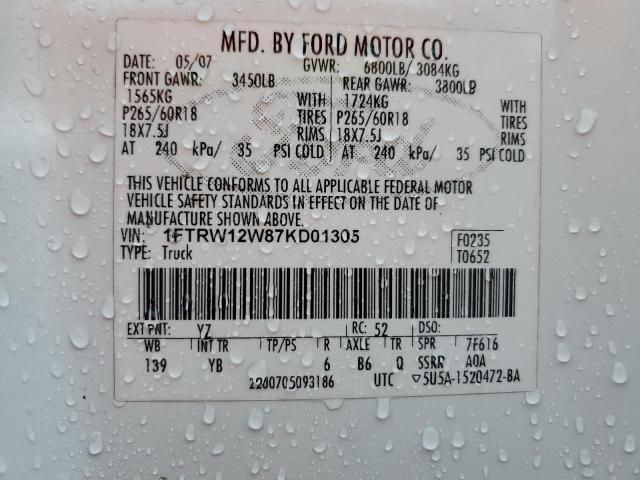 MFD. BY FORD MOTOR CO.
DATE: 05/07 GVWR: 6800LB/ 3084KG
FRONT GAWR: 3450LB REAR GAWR: 3800LB
1565KG WITH 1724KG WITH
P265/60R18 TIRES P265/60R18 TIRES
18X7.5J RIMS 18X7.5J RIMS
AT 240 kPa/ 35 PSI COLD AT 240 kPa/ 35 PSI COLD
THIS VEHICLE CONFORMS TO ALL APPLICABLE FEDERAL MOTOR
VEHICLE SAFETY STANDARDS IN EFFECT ON THE DATE OF
MANUFACTURE SHOWN ABOVE.
VIN: 1FTRW12W87KD01305 F0235
TYPE: Truck T0652
EXT PNT: YZ RC: 52 DSO:
WB INT TR TP/PS R AXLE TR SPR 7F616
139 YB 6 B6 Q SSRR AOA
2260705093186 UTC ▽5U5A-1520472-BA